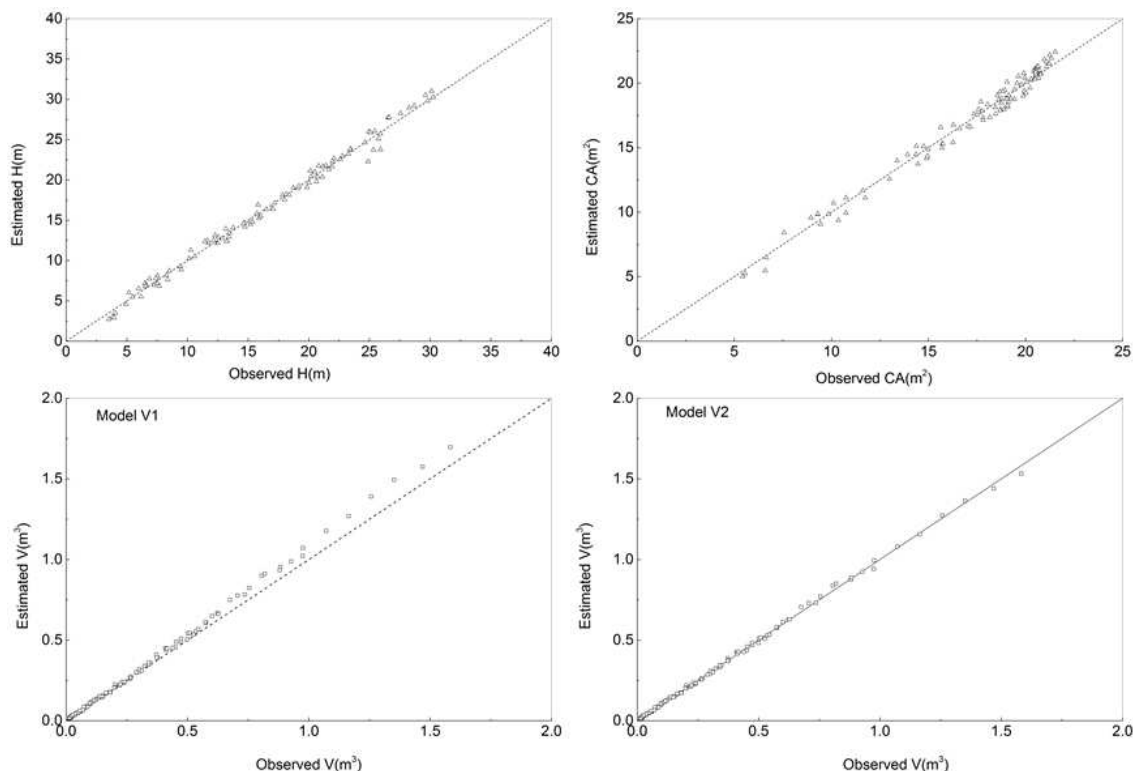 40
35
30
25
20
15
10
5
0
Estimated H(m)
0 5 10 15 20 25 30 35 40
Observed H(m)
25
20
15
10
5
0
Estimated CA(m²)
0 5 10 15 20 25
Observed CA(m²)
Model V1
2.0
1.5
1.0
0.5
0.0
Estimated V(m³)
0.0 0.5 1.0 1.5 2.0
Observed V(m³)
Model V2
2.0
1.5
1.0
0.5
0.0
Estimated V(m³)
0.0 0.5 1.0 1.5 2.0
Observed V(m³)